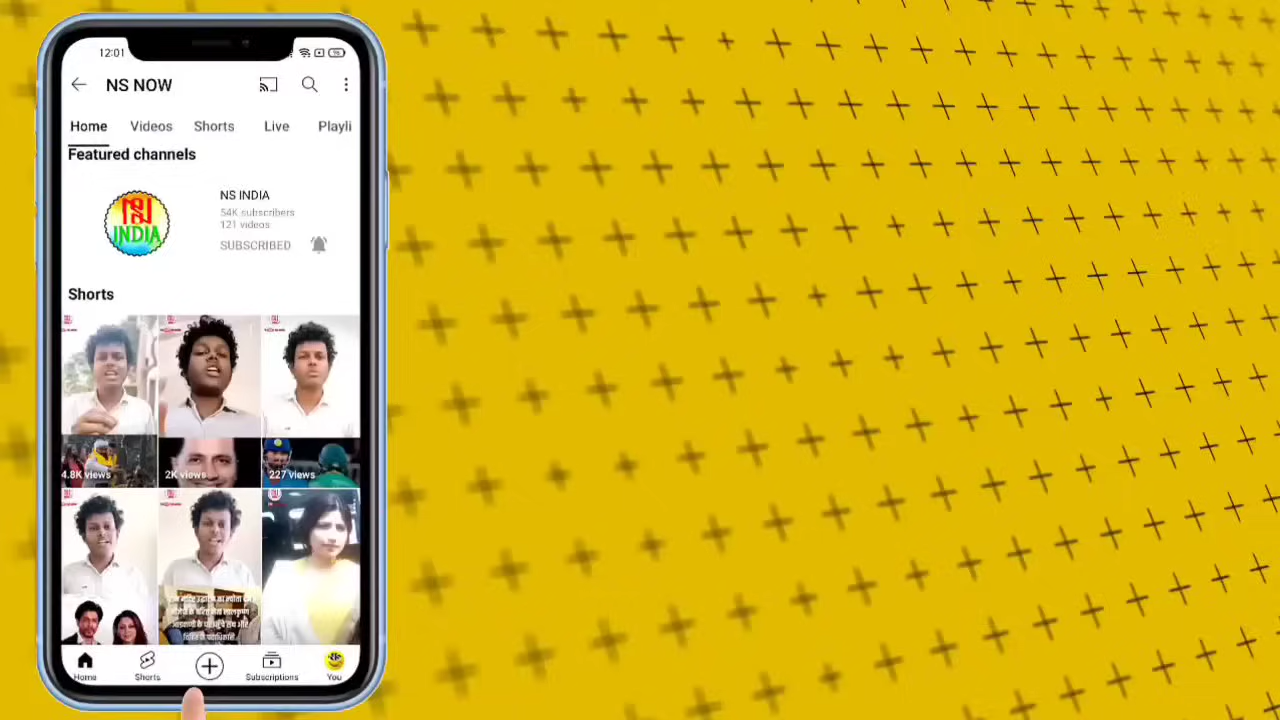 12:01
NS NOW
Home Videos Shorts Live Playli
Featured channels
INDIA
NS INDIA
54K subscribers
121 videos
SUBSCRIBED
Shorts
4.8K views 2K views 227 views
Home Shorts Subscriptions You